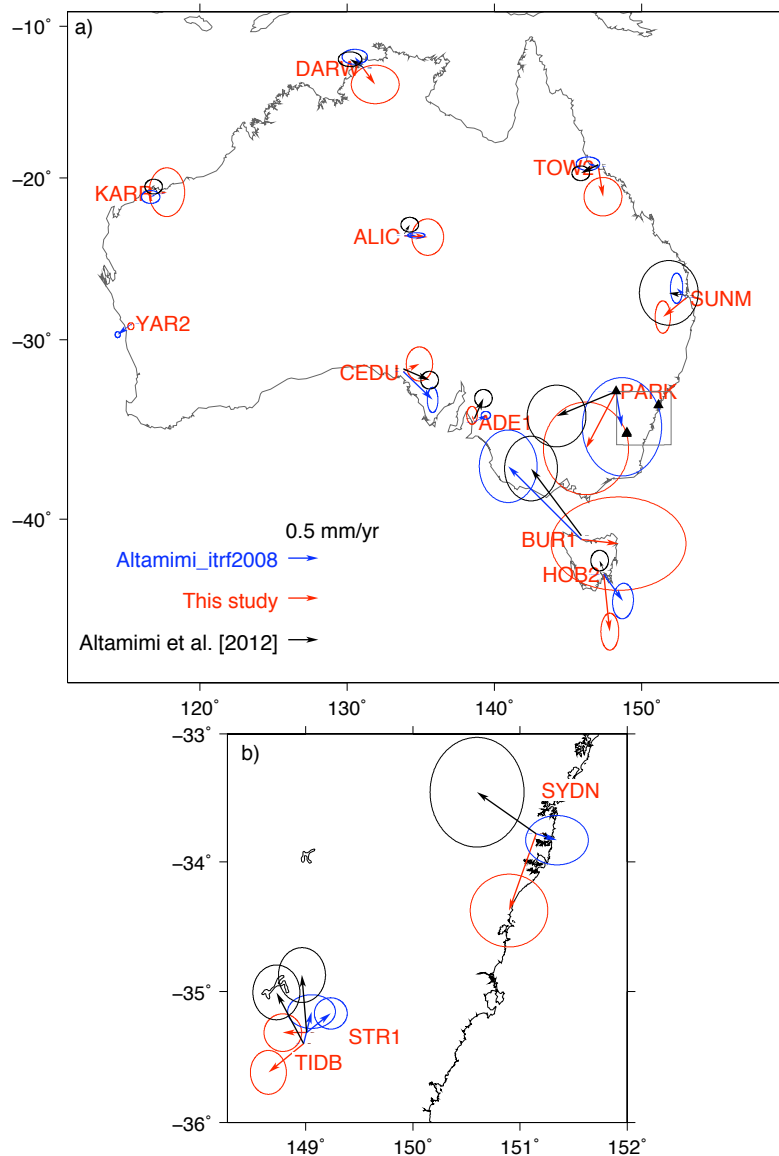 −10°
a)
DARW
TOW2
−20°
KARR
ALIC
SUNM
−30°
YAR2
CEDU
PARK
ADE1
−40°
0.5 mm/yr
BUR1
Altamimi_itrf2008
HOB2
This study
Altamimi et al. [2012]
120° 130° 140° 150°
−33°
b)
SYDN
−34°
−35°
STR1
TIDB
−36°
149° 150° 151° 152°